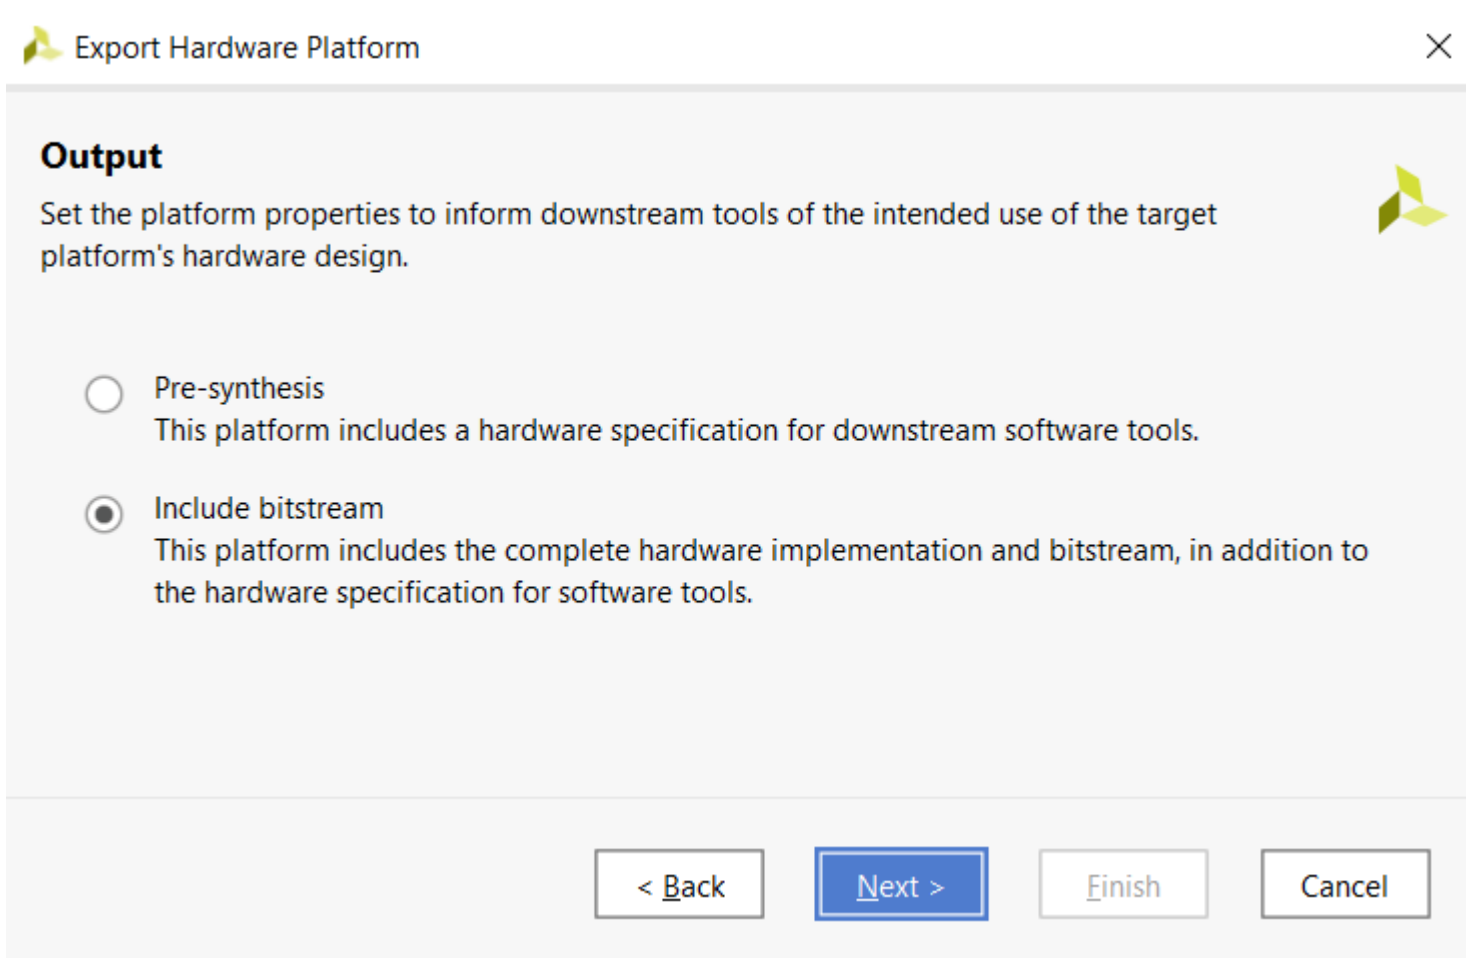 Export Hardware Platform
Output
Set the platform properties to inform downstream tools of the intended use of the target
platform's hardware design.
Pre-synthesis
This platform includes a hardware specification for downstream software tools.
Include bitstream
This platform includes the complete hardware implementation and bitstream, in addition to
the hardware specification for software tools.
< Back
Next >
Finish
Cancel